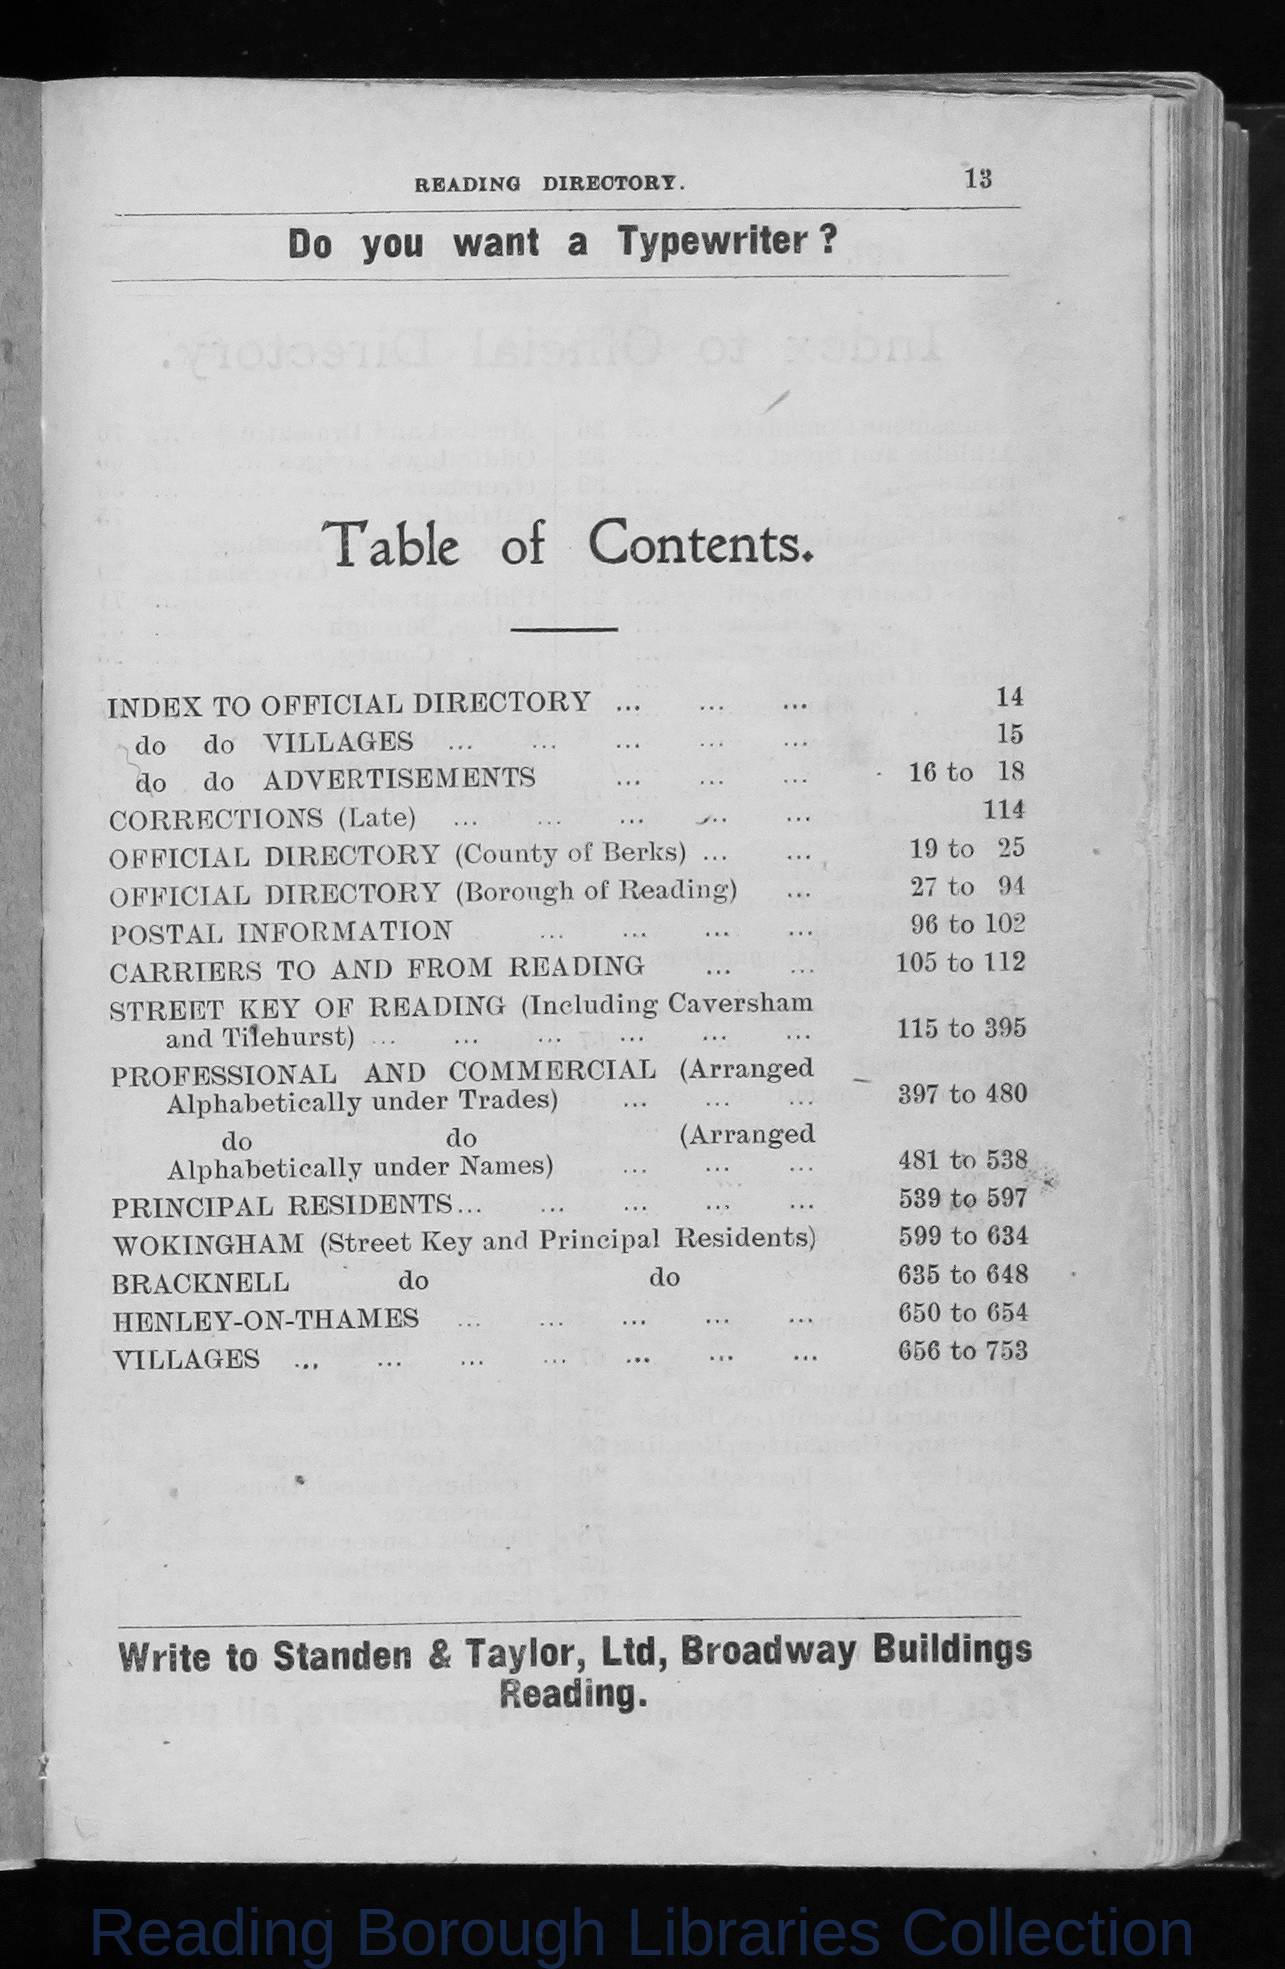 READING DIRECTORY. 13
Do you want a Typewriter?
Table of Contents.
INDEX TO OFFICIAL DIRECTORY ... ... ... 14
do do VILLAGES ... ... ... ... ... 15
do do ADVERTISEMENTS ... ... ... 16 to 18
CORRECTIONS (Late) ... ... ... ... ... 114
OFFICIAL DIRECTORY (County of Berks) ... ... 19 to 25
OFFICIAL DIRECTORY (Borough of Reading) ... 27 to 94
POSTAL INFORMATION ... ... ... ... 96 to 102
CARRIERS TO AND FROM READING ... ... 105 to 112
STREET KEY OF READING (Including Caversham
and Tilehurst) ... ... ... ... ... ... 115 to 395
PROFESSIONAL AND COMMERCIAL (Arranged
Alphabetically under Trades) ... ... ... 397 to 480
do do (Arranged
Alphabetically under Names) ... ... ... 481 to 538
PRINCIPAL RESIDENTS... ... ... ... ... 539 to 597
WOKINGHAM (Street Key and Principal Residents) 599 to 634
BRACKNELL do do 635 to 648
HENLEY-ON-THAMES ... ... ... ... ... 650 to 654
VILLAGES ... ... ... ... ... ... ... 656 to 753
Write to Standen & Taylor, Ltd, Broadway Buildings
Reading.
Reading Borough Libraries Collection